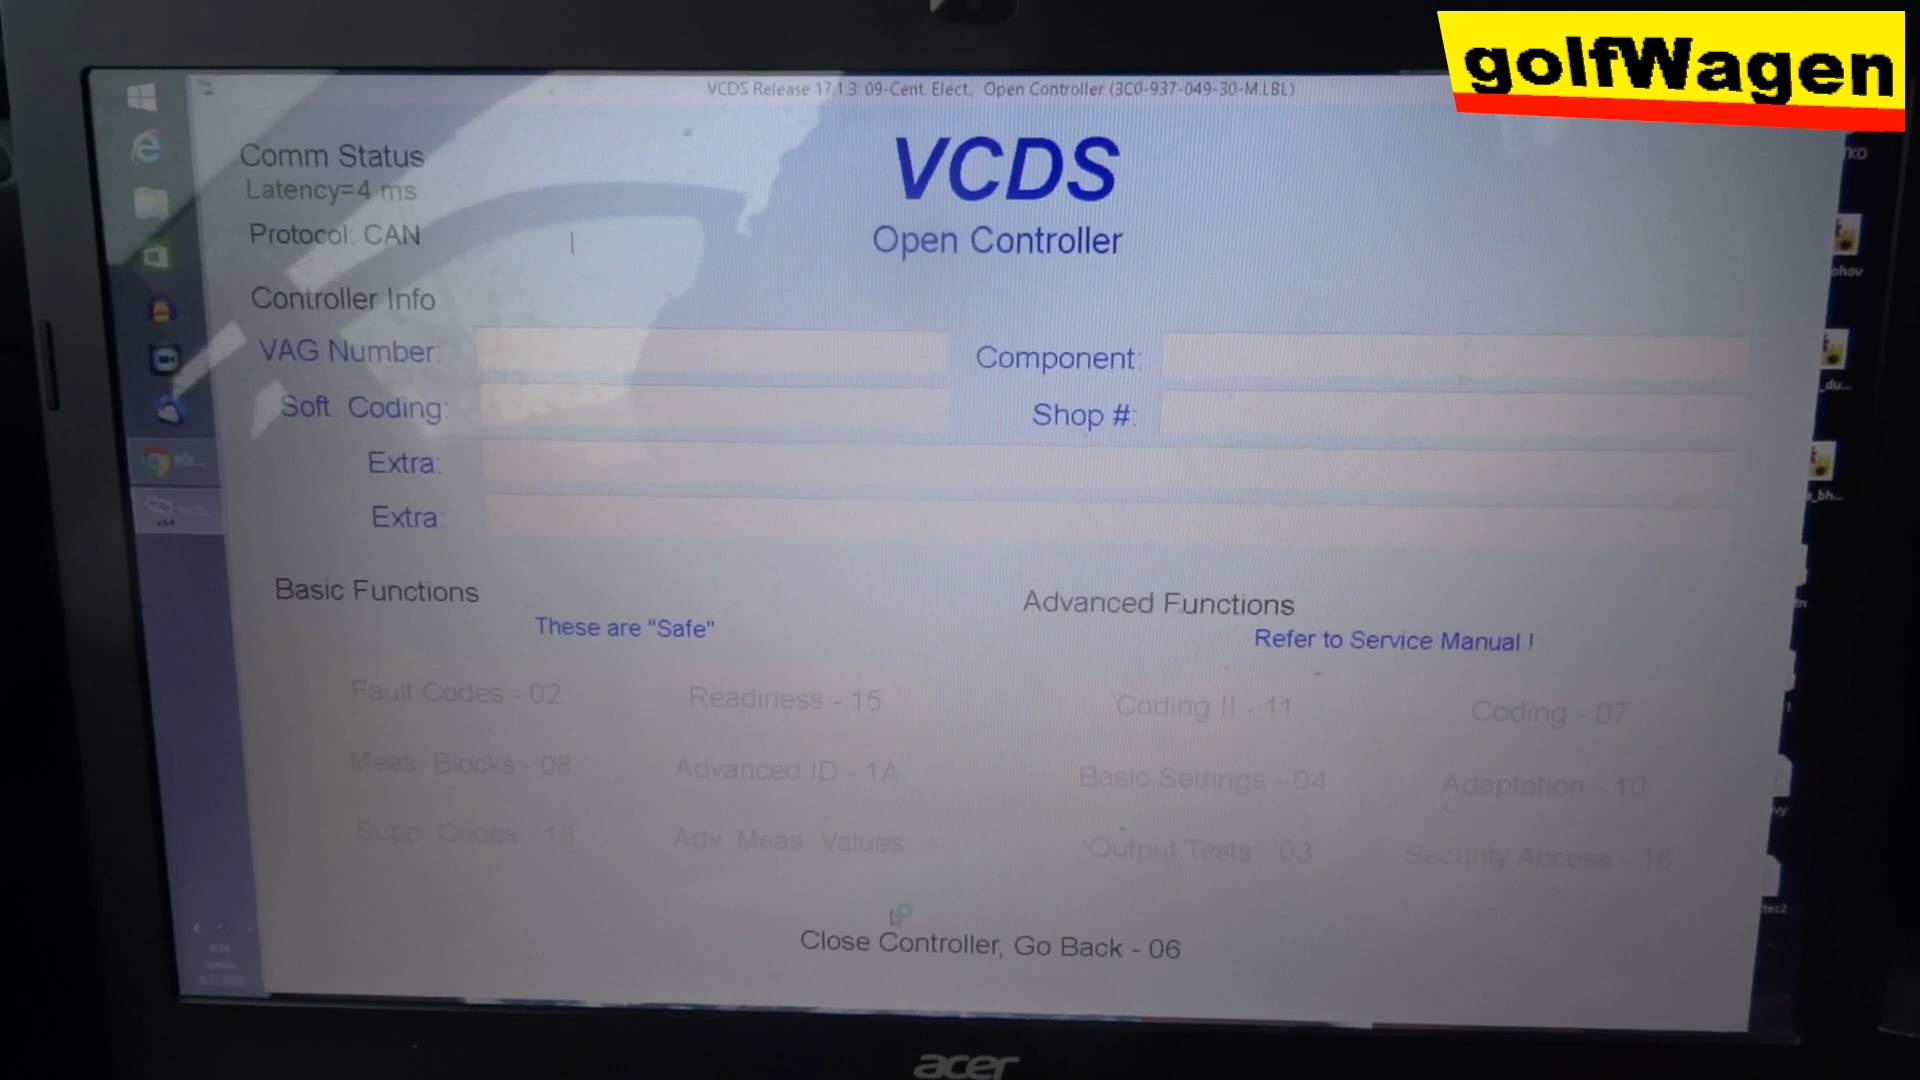 golfWagen
VCDS Release 17.1.3: 09-Cent. Elect., Open Controller (3C0-937-049-30-M.LBL)
VCDS
Open Controller
Comm Status
Latency=4 ms
Protocol: CAN
Controller Info
VAG Number:
Component:
Soft. Coding:
Shop #:
Extra:
Extra:
Basic Functions
These are "Safe"
Advanced Functions
Refer to Service Manual !
Fault Codes - 02
Readiness - 15
Coding II - 11
Coding - 07
Meas. Blocks - 08
Advanced ID - 1A
Basic Settings - 04
Adaptation - 10
Supp. Codes - 18
Adv. Meas. Values
Output Tests - 03
Security Access - 16
Close Controller, Go Back - 06
acer